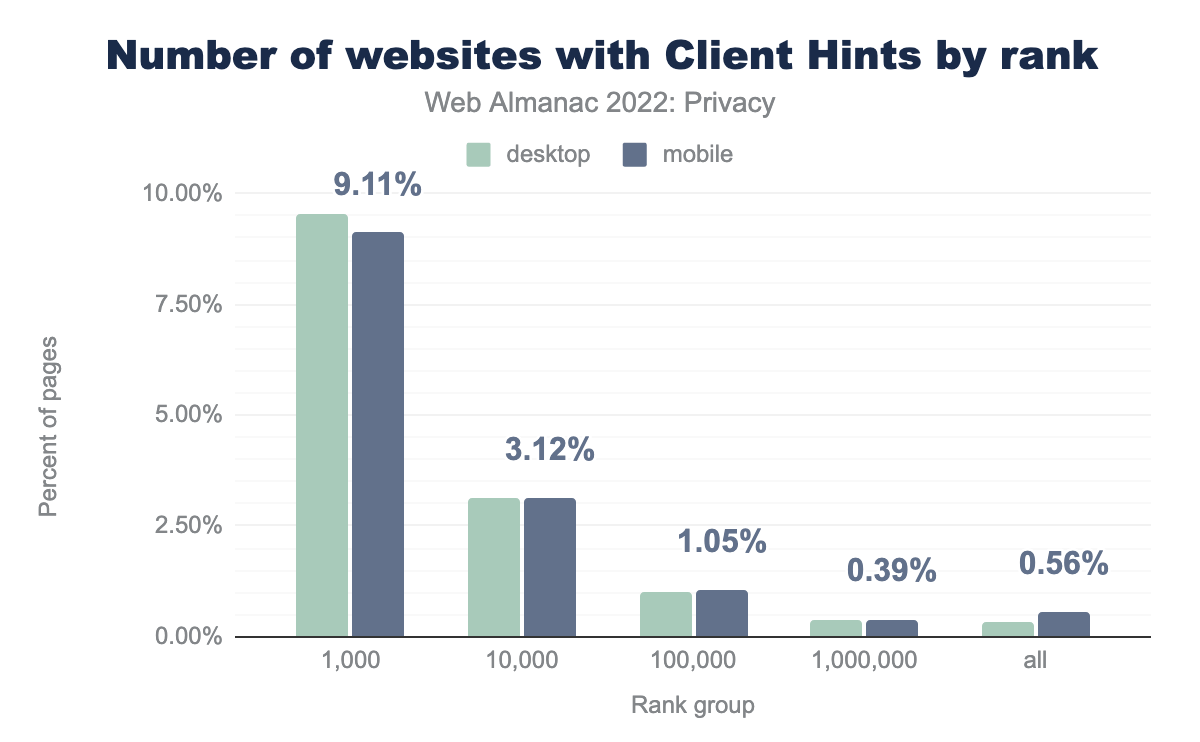 Number of websites with Client Hints by rank
Web Almanac 2022: Privacy
desktop mobile
9.11%
10.00%
7.50%
5.00%
3.12%
2.50%
1.05%
0.39%
0.56%
0.00%
1,000 10,000 100,000 1,000,000 all
Rank group
Percent of pages